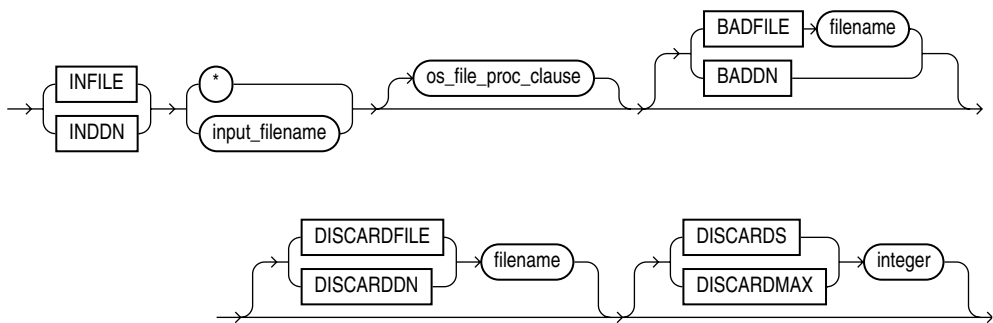 BADFILE filename
INFILE * os_file_proc_clause BADDN
INDDN input_filename
DISCARDFILE DISCARDS
filename integer
DISCARDDN DISCARDMAX